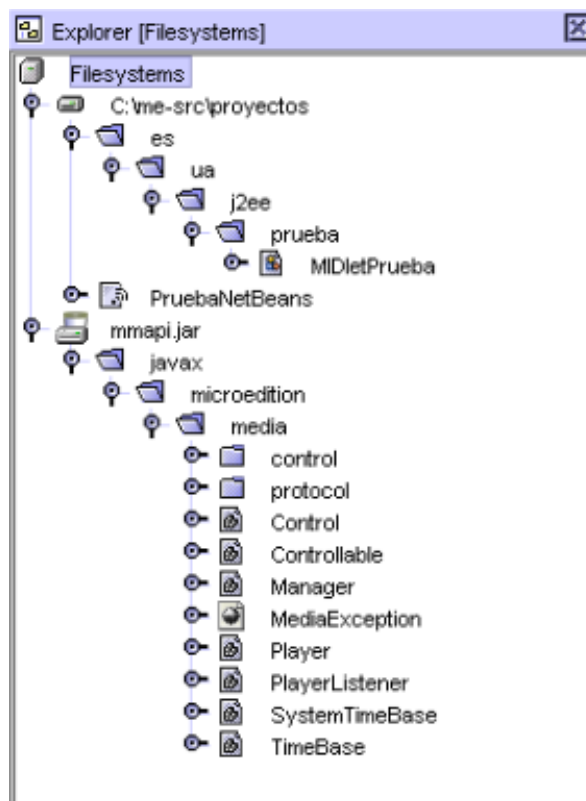 Explorer [Filesystems]
Filesystems
C:\me-src\proyectos
es
ua
j2ee
prueba
MIDletPrueba
PruebaNetBeans
mmapi.jar
javax
microedition
media
control
protocol
Control
Controllable
Manager
MediaException
Player
PlayerListener
SystemTimeBase
TimeBase